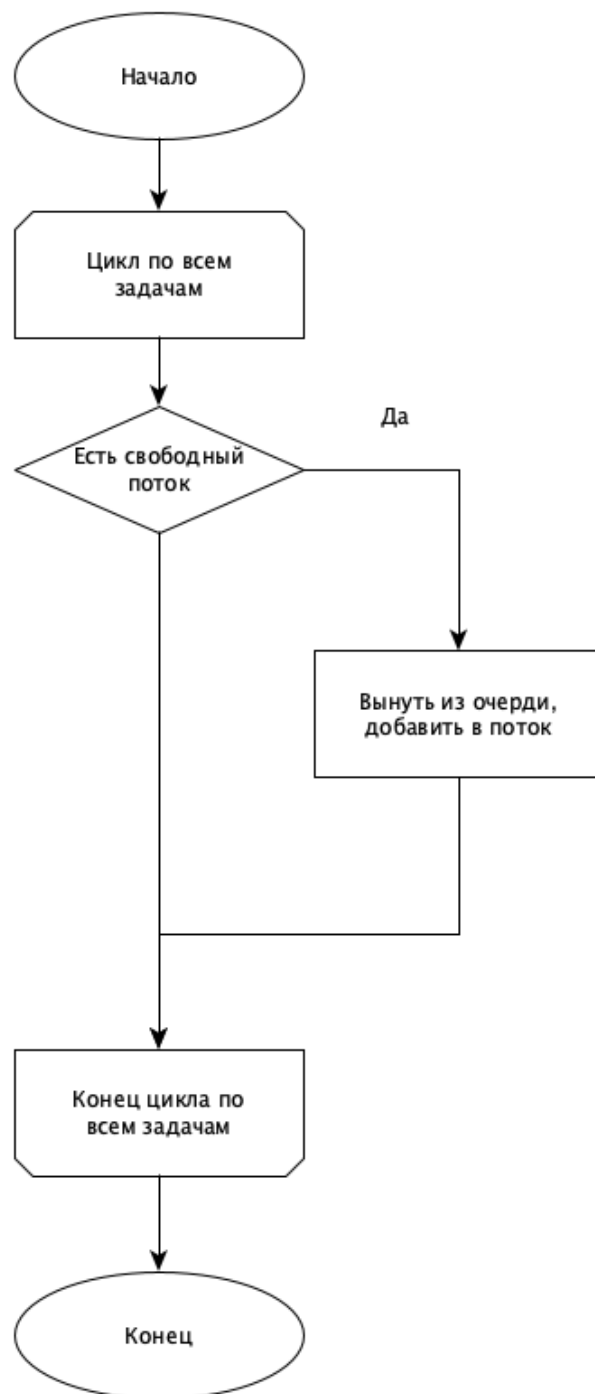 Начало
Цикл по всем
задачам
Да
Есть свободный
поток
Вынуть из очерди,
добавить в поток
Конец цикла по
всем задачам
Конец